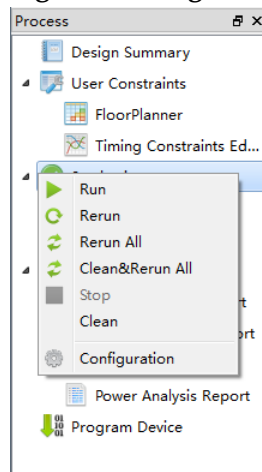 Process
Design Summary
User Constraints
FloorPlanner
Timing Constraints Ed...
Run
Rerun
Rerun All
Clean&Rerun All
Stop
Clean
Configuration
Power Analysis Report
Program Device